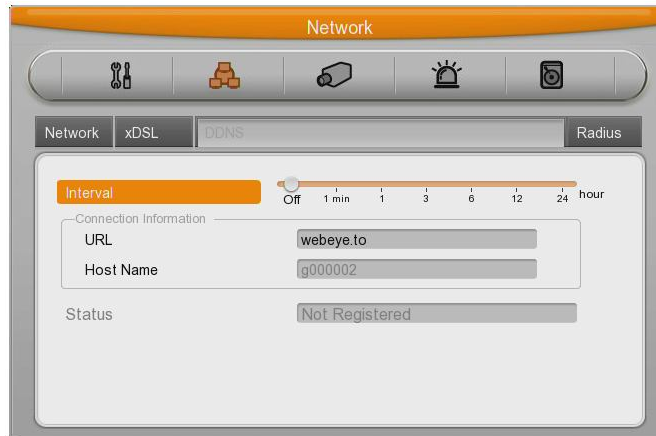 Network
Network xDSL DDNS Radius
Interval
Off 1 min 1 3 6 12 24 hour
Connection Information
URL webeye.to
Host Name g000002
Status Not Registered